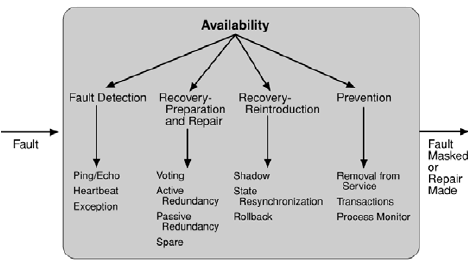 Availability
Fault Detection
Recovery-
Preparation
and Repair
Recovery-
Reintroduction
Prevention
Fault
Fault
Masked
or
Repair
Made
Ping/Echo
Heartbeat
Exception
Voting
Active
Redundancy
Passive
Redundancy
Spare
Shadow
State
Resynchronization
Rollback
Removal from
Service
Transactions
Process Monitor